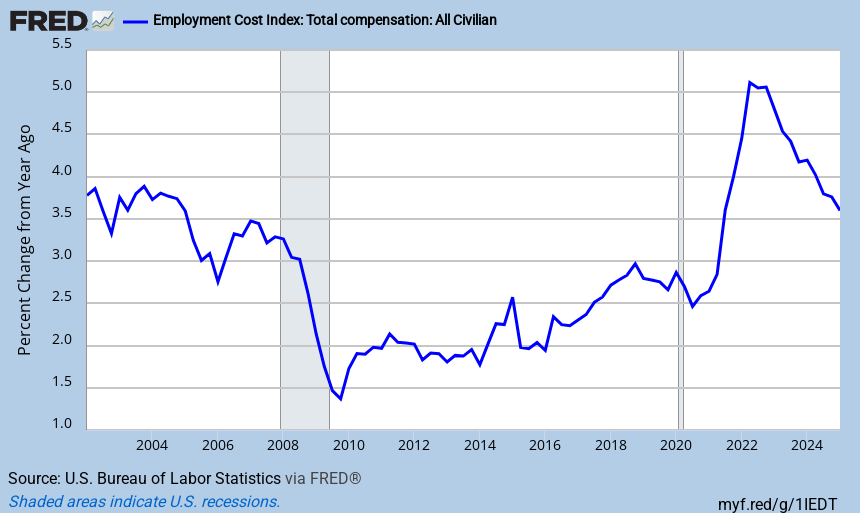 FRED
Employment Cost Index: Total compensation: All Civilian
Percent Change from Year Ago
5.5
5.0
4.5
4.0
3.5
3.0
2.5
2.0
1.5
1.0
2004 2006 2008 2010 2012 2014 2016 2018 2020 2022 2024
Source: U.S. Bureau of Labor Statistics via FRED®
Shaded areas indicate U.S. recessions.
myf.red/g/1IEDT